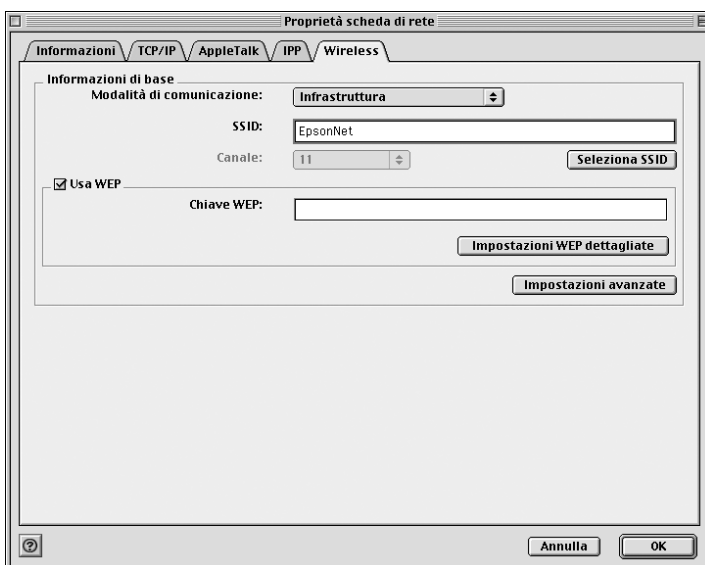 Proprietà scheda di rete
Informazioni TCP/IP AppleTalk IPP Wireless
Informazioni di base
Modalità di comunicazione: Infrastruttura
SSID: EpsonNet
Canale: 11 Seleziona SSID
Usa WEP
Chiave WEP:
Impostazioni WEP dettagliate
Impostazioni avanzate
? Annulla OK